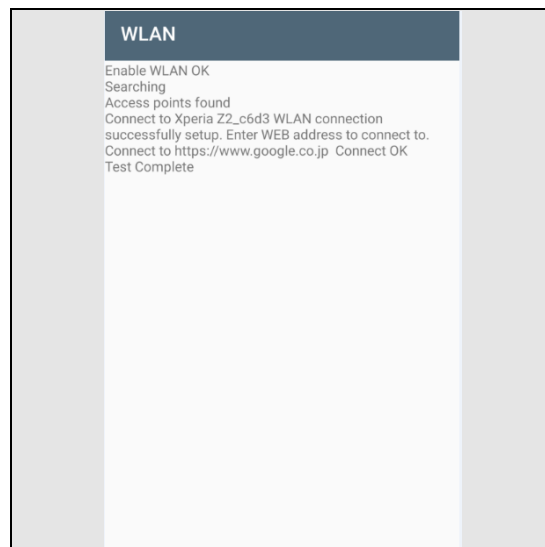 WLAN
Enable WLAN OK
Searching
Access points found
Connect to Xperia Z2_c6d3 WLAN connection
successfully setup. Enter WEB address to connect to.
Connect to https://www.google.co.jp  Connect OK
Test Complete